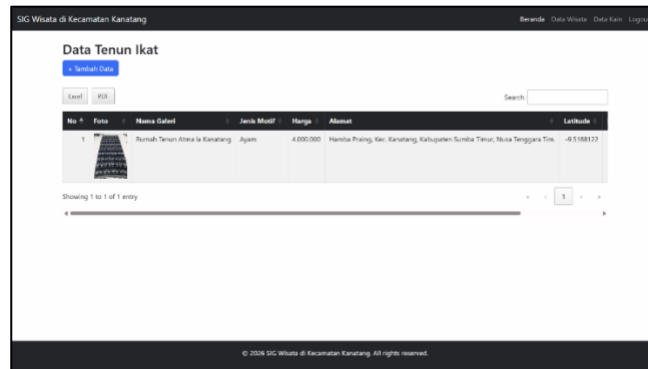 SIG Wisata di Kecamatan Kanatang
Beranda Data Wisata Data Kain Logout
Data Tenun Ikat
+ Tambah Data
Excel PDF
Search:
No Foto Nama Galeri Jenis Motif Harga Alamat Latitude
1 Rumah Tenun Atma la Kanatang Ayam 4.000.000 Hamba Praing, Kec. Kanatang, Kabupaten Sumba Timur, Nusa Tenggara Tim. -9.5188122
Showing 1 to 1 of 1 entry
« ‹ 1 › »
© 2026 SIG Wisata di Kecamatan Kanatang. All rights reserved.